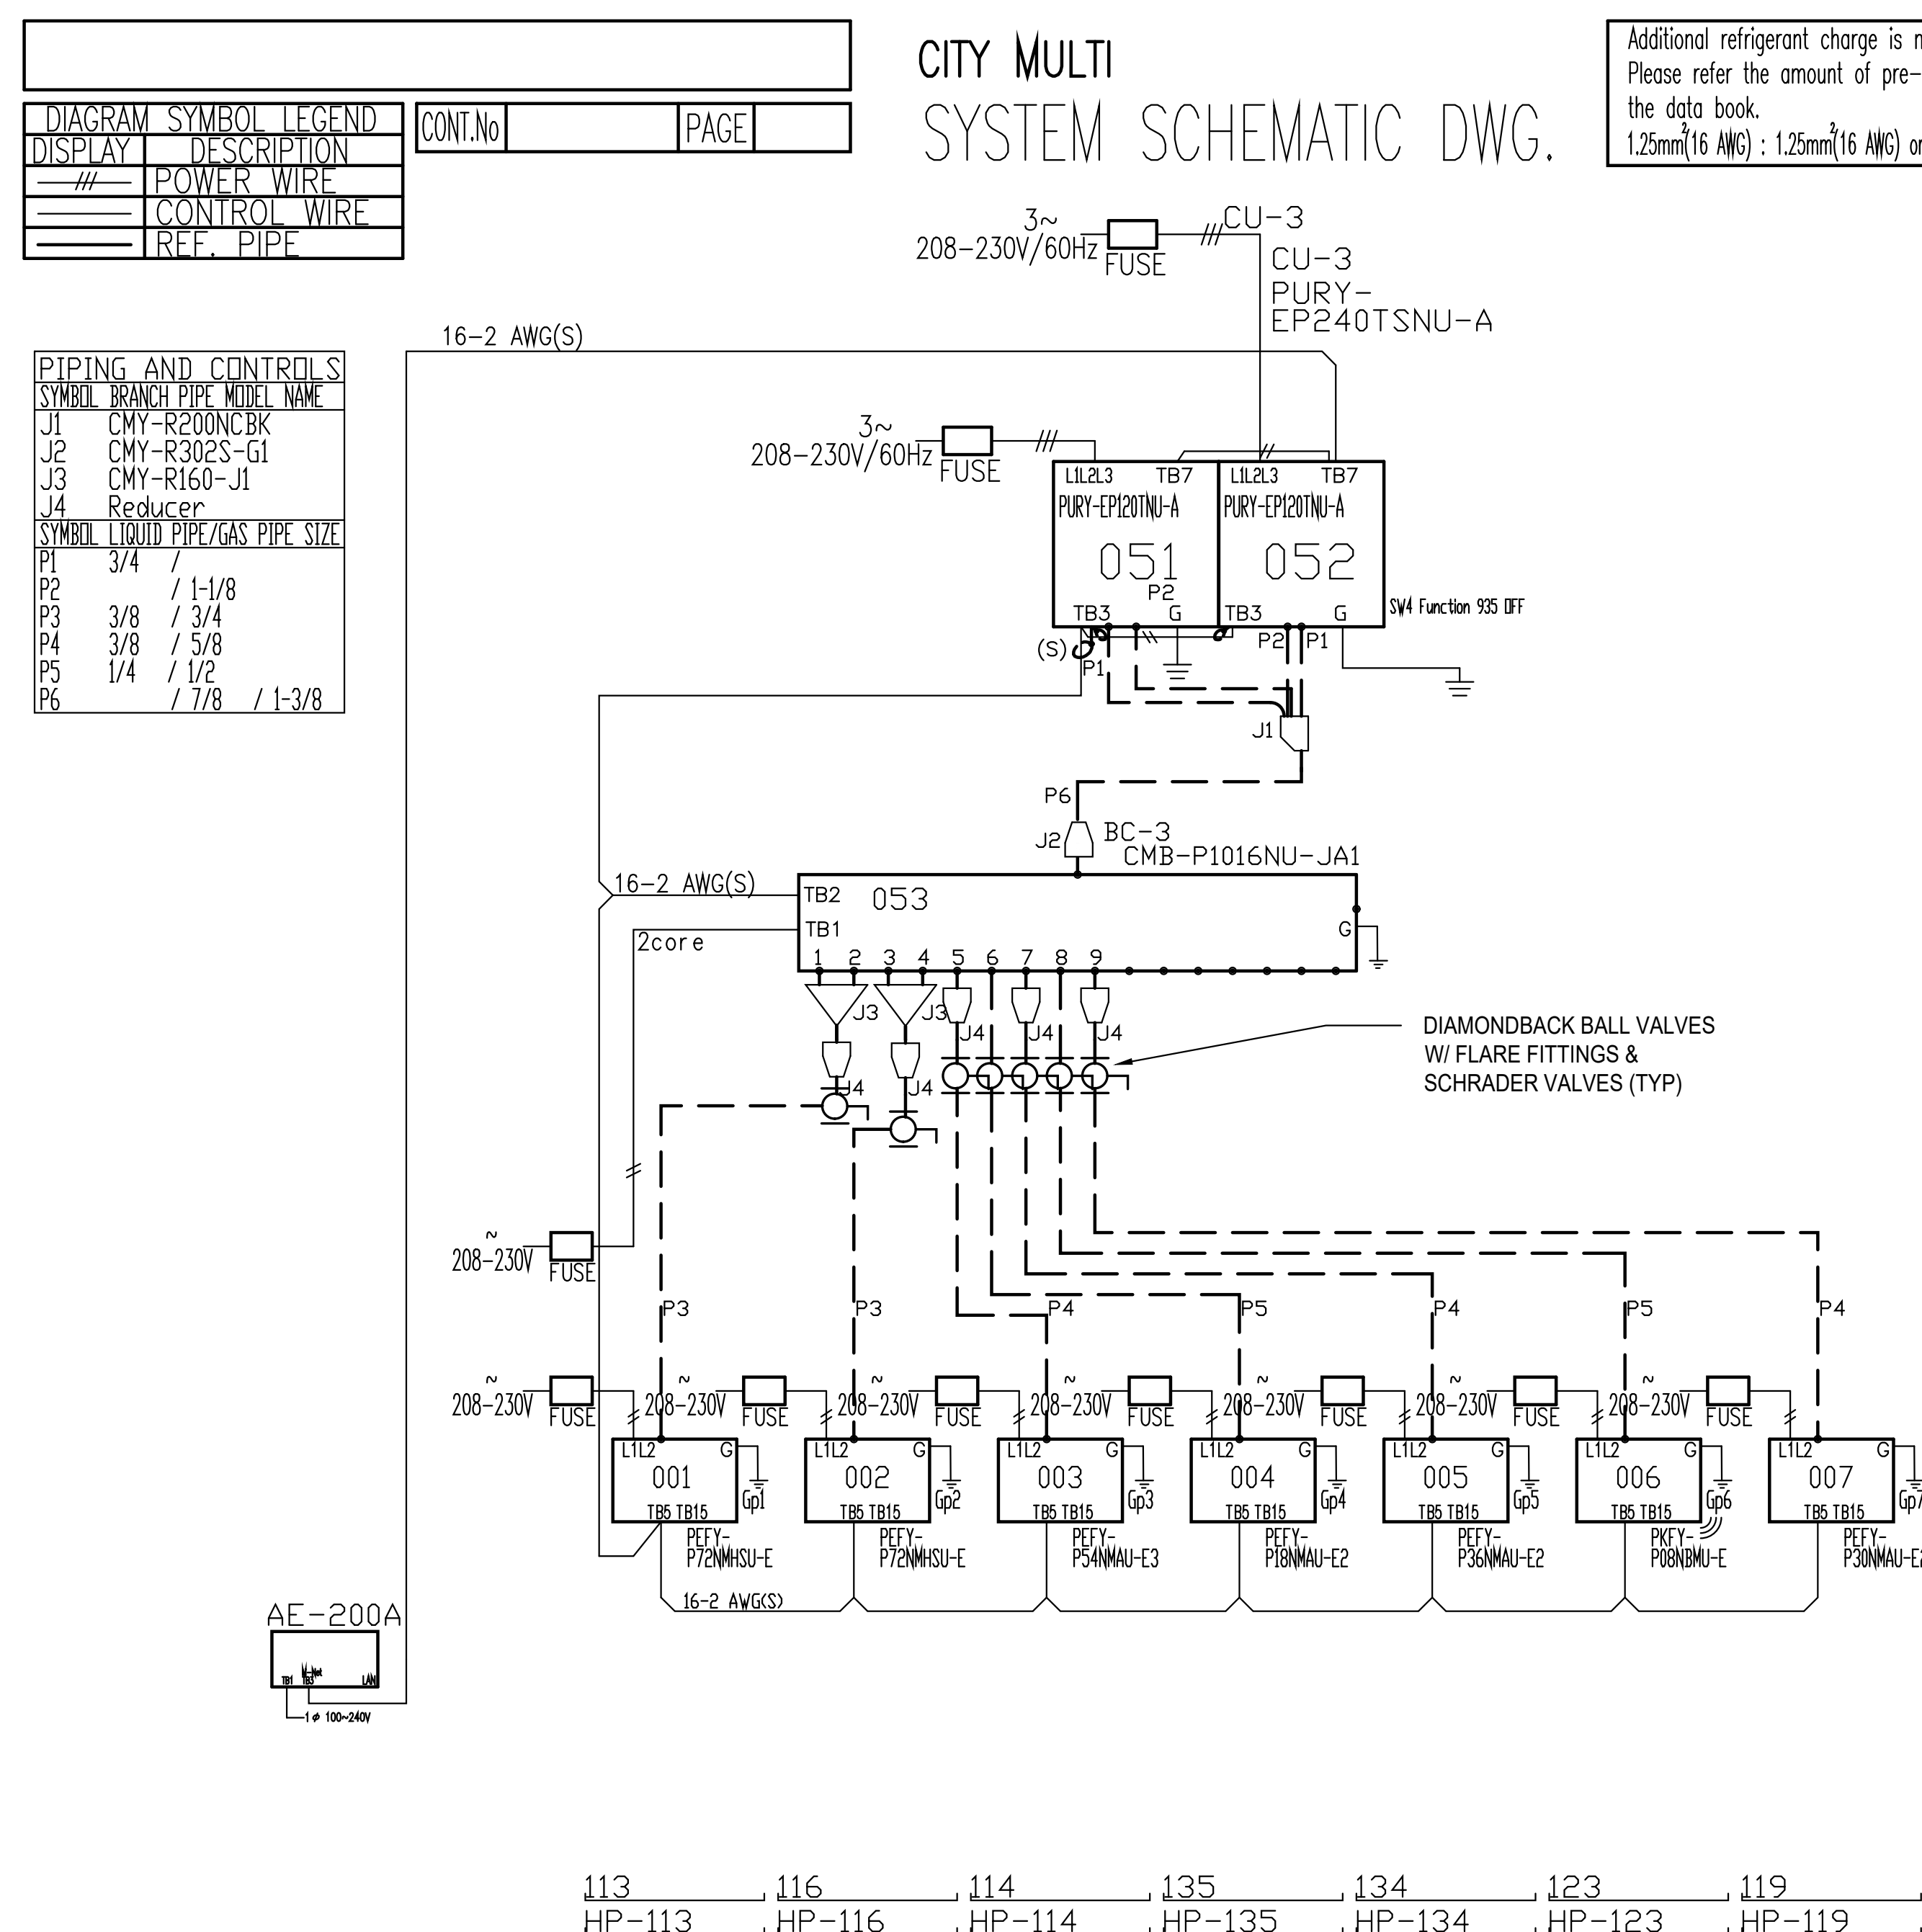 CITY MULTI
SYSTEM SCHEMATIC DWG.
Additional refrigerant charge is
Please refer the amount of pre-
the data book.
1.25mm²(16 AWG) : 1.25mm²(16 AWG)
DIAGRAM SYMBOL LEGEND
DISPLAY DESCRIPTION
POWER WIRE
CONTROL WIRE
REF. PIPE
CONT.No PAGE
3~
208-230V/60Hz
FUSE
CU-3
CU-3
PURY-
EP240TSNU-A
16-2 AWG(S)
PIPING AND CONTROLS
SYMBOL BRANCH PIPE MODEL NAME
J1 CMY-R200NCBK
J2 CMY-R302S-G1
J3 CMY-R160-J1
J4 Reducer
SYMBOL LIQUID PIPE/GAS PIPE SIZE
P1 3/4 /
P2 / 1-1/8
P3 3/8 / 3/4
P4 3/8 / 5/8
P5 1/4 / 1/2
P6 / 7/8 / 1-3/8
3~
208-230V/60Hz
FUSE
L1L2L3 TB7 L1L2L3 TB7
PURY-EP120TNU-A PURY-EP120TNU-A
051 052
P2
TB3 G TB3 G
SW4 Function 935 OFF
(S) P1 P2 P1
J1
P6
J2
BC-3
CMB-P1016NU-JA1
16-2 AWG(S)
TB2 053
TB1 G
2core
1 2 3 4 5 6 7 8 9
J3 J3 J4 J4 J4
J4 J4
DIAMONDBACK BALL VALVES
W/ FLARE FITTINGS &
SCHRADER VALVES (TYP)
~
208-230V
FUSE
P3 P3 P4 P5 P4 P5 P4
~ ~ ~ ~ ~ ~ ~
208-230V 208-230V 208-230V 208-230V 208-230V 208-230V 208-230V
FUSE FUSE FUSE FUSE FUSE FUSE FUSE
L1L2 G L1L2 G L1L2 G L1L2 G L1L2 G L1L2 G L1L2 G
001 002 003 004 005 006 007
Gp1 Gp2 Gp3 Gp4 Gp5 Gp6 Gp7
TB5 TB15 TB5 TB15 TB5 TB15 TB5 TB15 TB5 TB15 TB5 TB15 TB5 TB15
PEFY- PEFY- PEFY- PEFY- PEFY- PKFY- PEFY-
P72NMHSU-E P72NMHSU-E P54NMAU-E3 P18NMAU-E2 P36NMAU-E2 P08NBMU-E P30NMAU-E2
16-2 AWG(S)
AE-200A
M-Net
TB1 TB3 LAN
1 ø 100~240V
113 116 114 135 134 123 119
HP-113 HP-116 HP-114 HP-135 HP-134 HP-123 HP-119